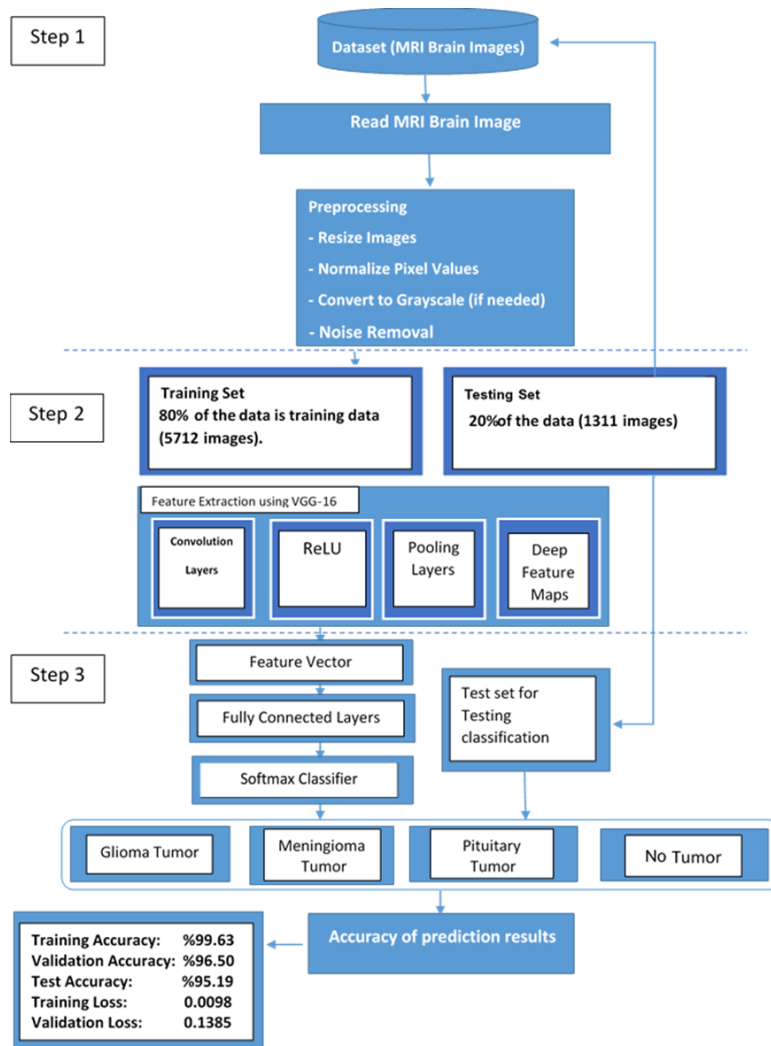 Step 1
Dataset (MRI Brain Images)
Read MRI Brain Image
Preprocessing
- Resize Images
- Normalize Pixel Values
- Convert to Grayscale (if needed)
- Noise Removal
Step 2
Training Set
80% of the data is training data
(5712 images).
Testing Set
20%of the data (1311 images)
Feature Extraction using VGG-16
Convolution
Layers
ReLU
Pooling
Layers
Deep
Feature
Maps
Step 3
Feature Vector
Fully Connected Layers
Softmax Classifier
Test set for
Testing
classification
Glioma Tumor
Meningioma
Tumor
Pituitary
Tumor
No Tumor
Accuracy of prediction results
Training Accuracy: %99.63
Validation Accuracy: %96.50
Test Accuracy: %95.19
Training Loss: 0.0098
Validation Loss: 0.1385